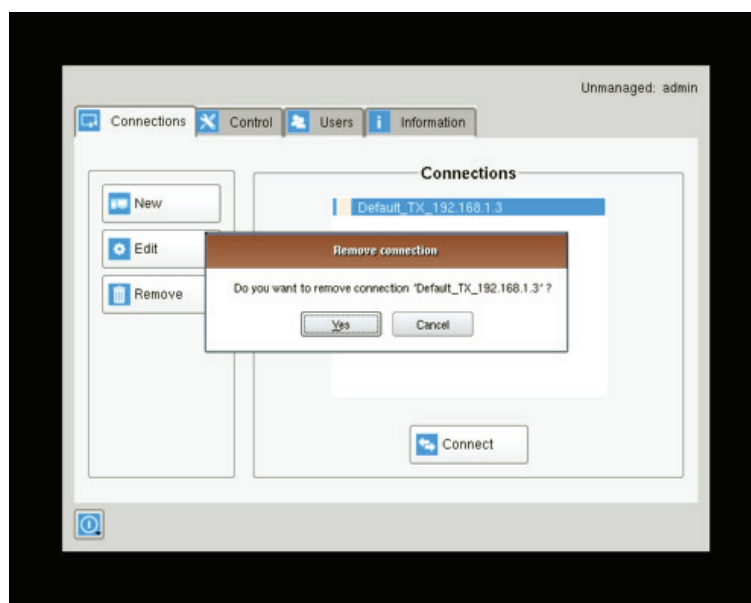 Unmanaged: admin
Connections
Control
Users
Information
Connections
New
Edit
Remove
Default_TX_192.168.1.3
Remove connection
Do you want to remove connection "Default_TX_192.168.1.3" ?
Yes
Cancel
Connect